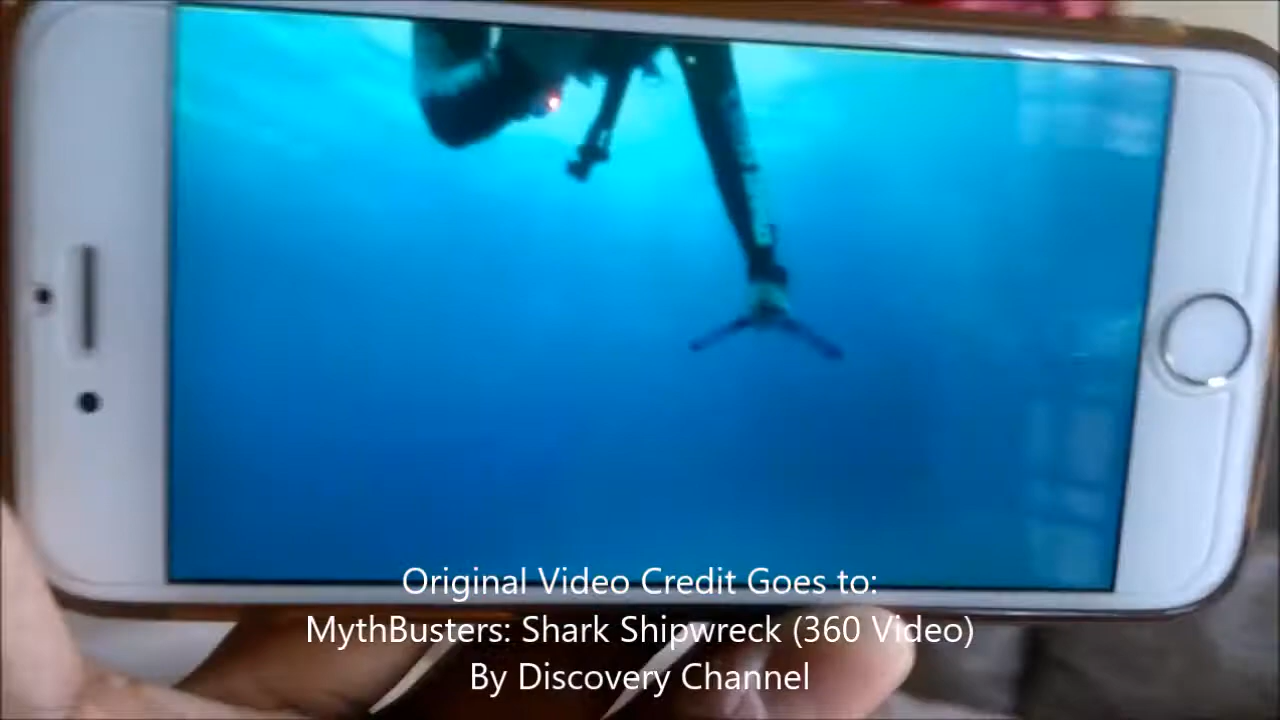 Original Video Credit Goes to:
MythBusters: Shark Shipwreck (360 Video)
By Discovery Channel